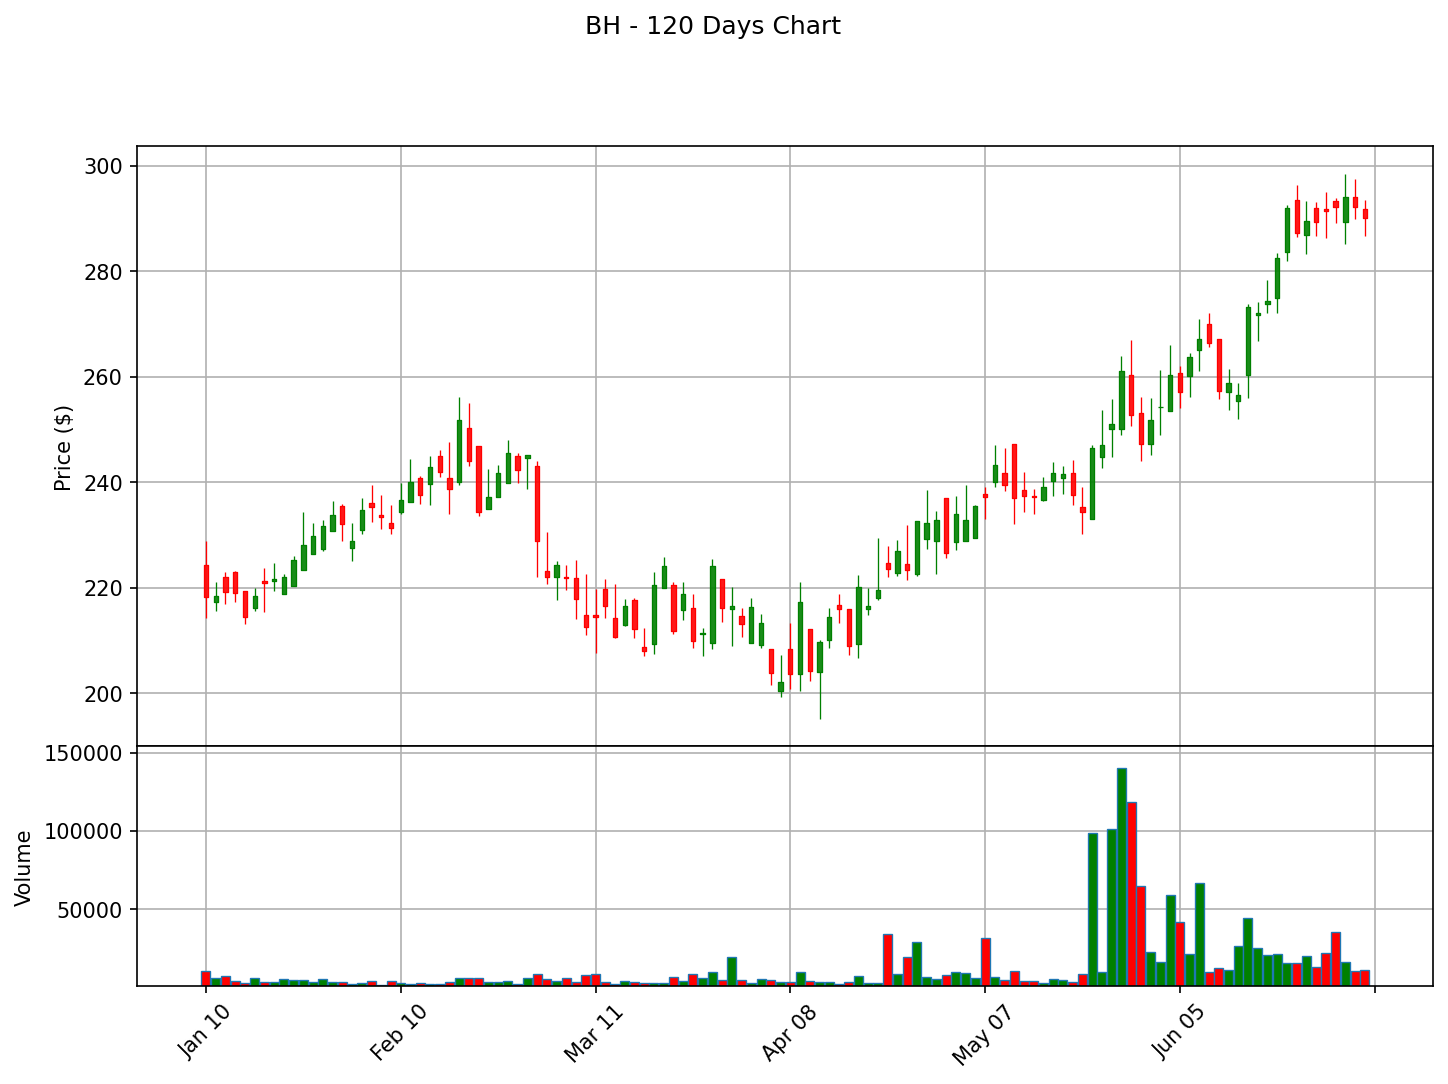 BH - 120 Days Chart
300
280
260
240
220
200
Price ($)
150000
100000
50000
Volume
Jan 10
Feb 10
Mar 11
Apr 08
May 07
Jun 05